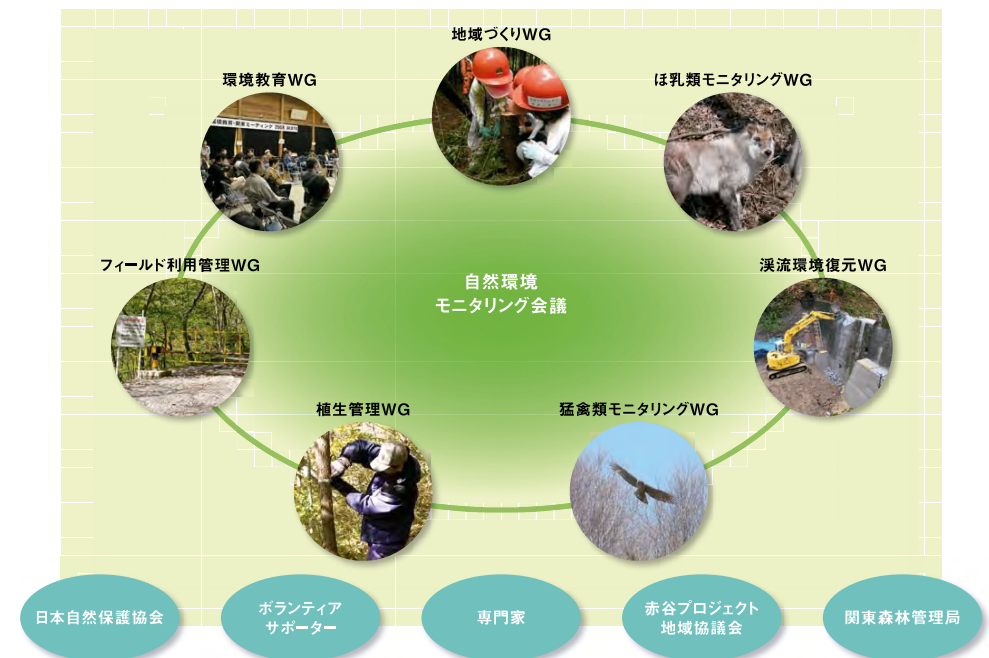 地域づくりWG
環境教育WG
ほ乳類モニタリングWG
フィールド利用管理WG
渓流環境復元WG
自然環境
モニタリング会議
植生管理WG
猛禽類モニタリングWG
日本自然保護協会
ボランティア
サポーター
専門家
赤谷プロジェクト
地域協議会
関東森林管理局